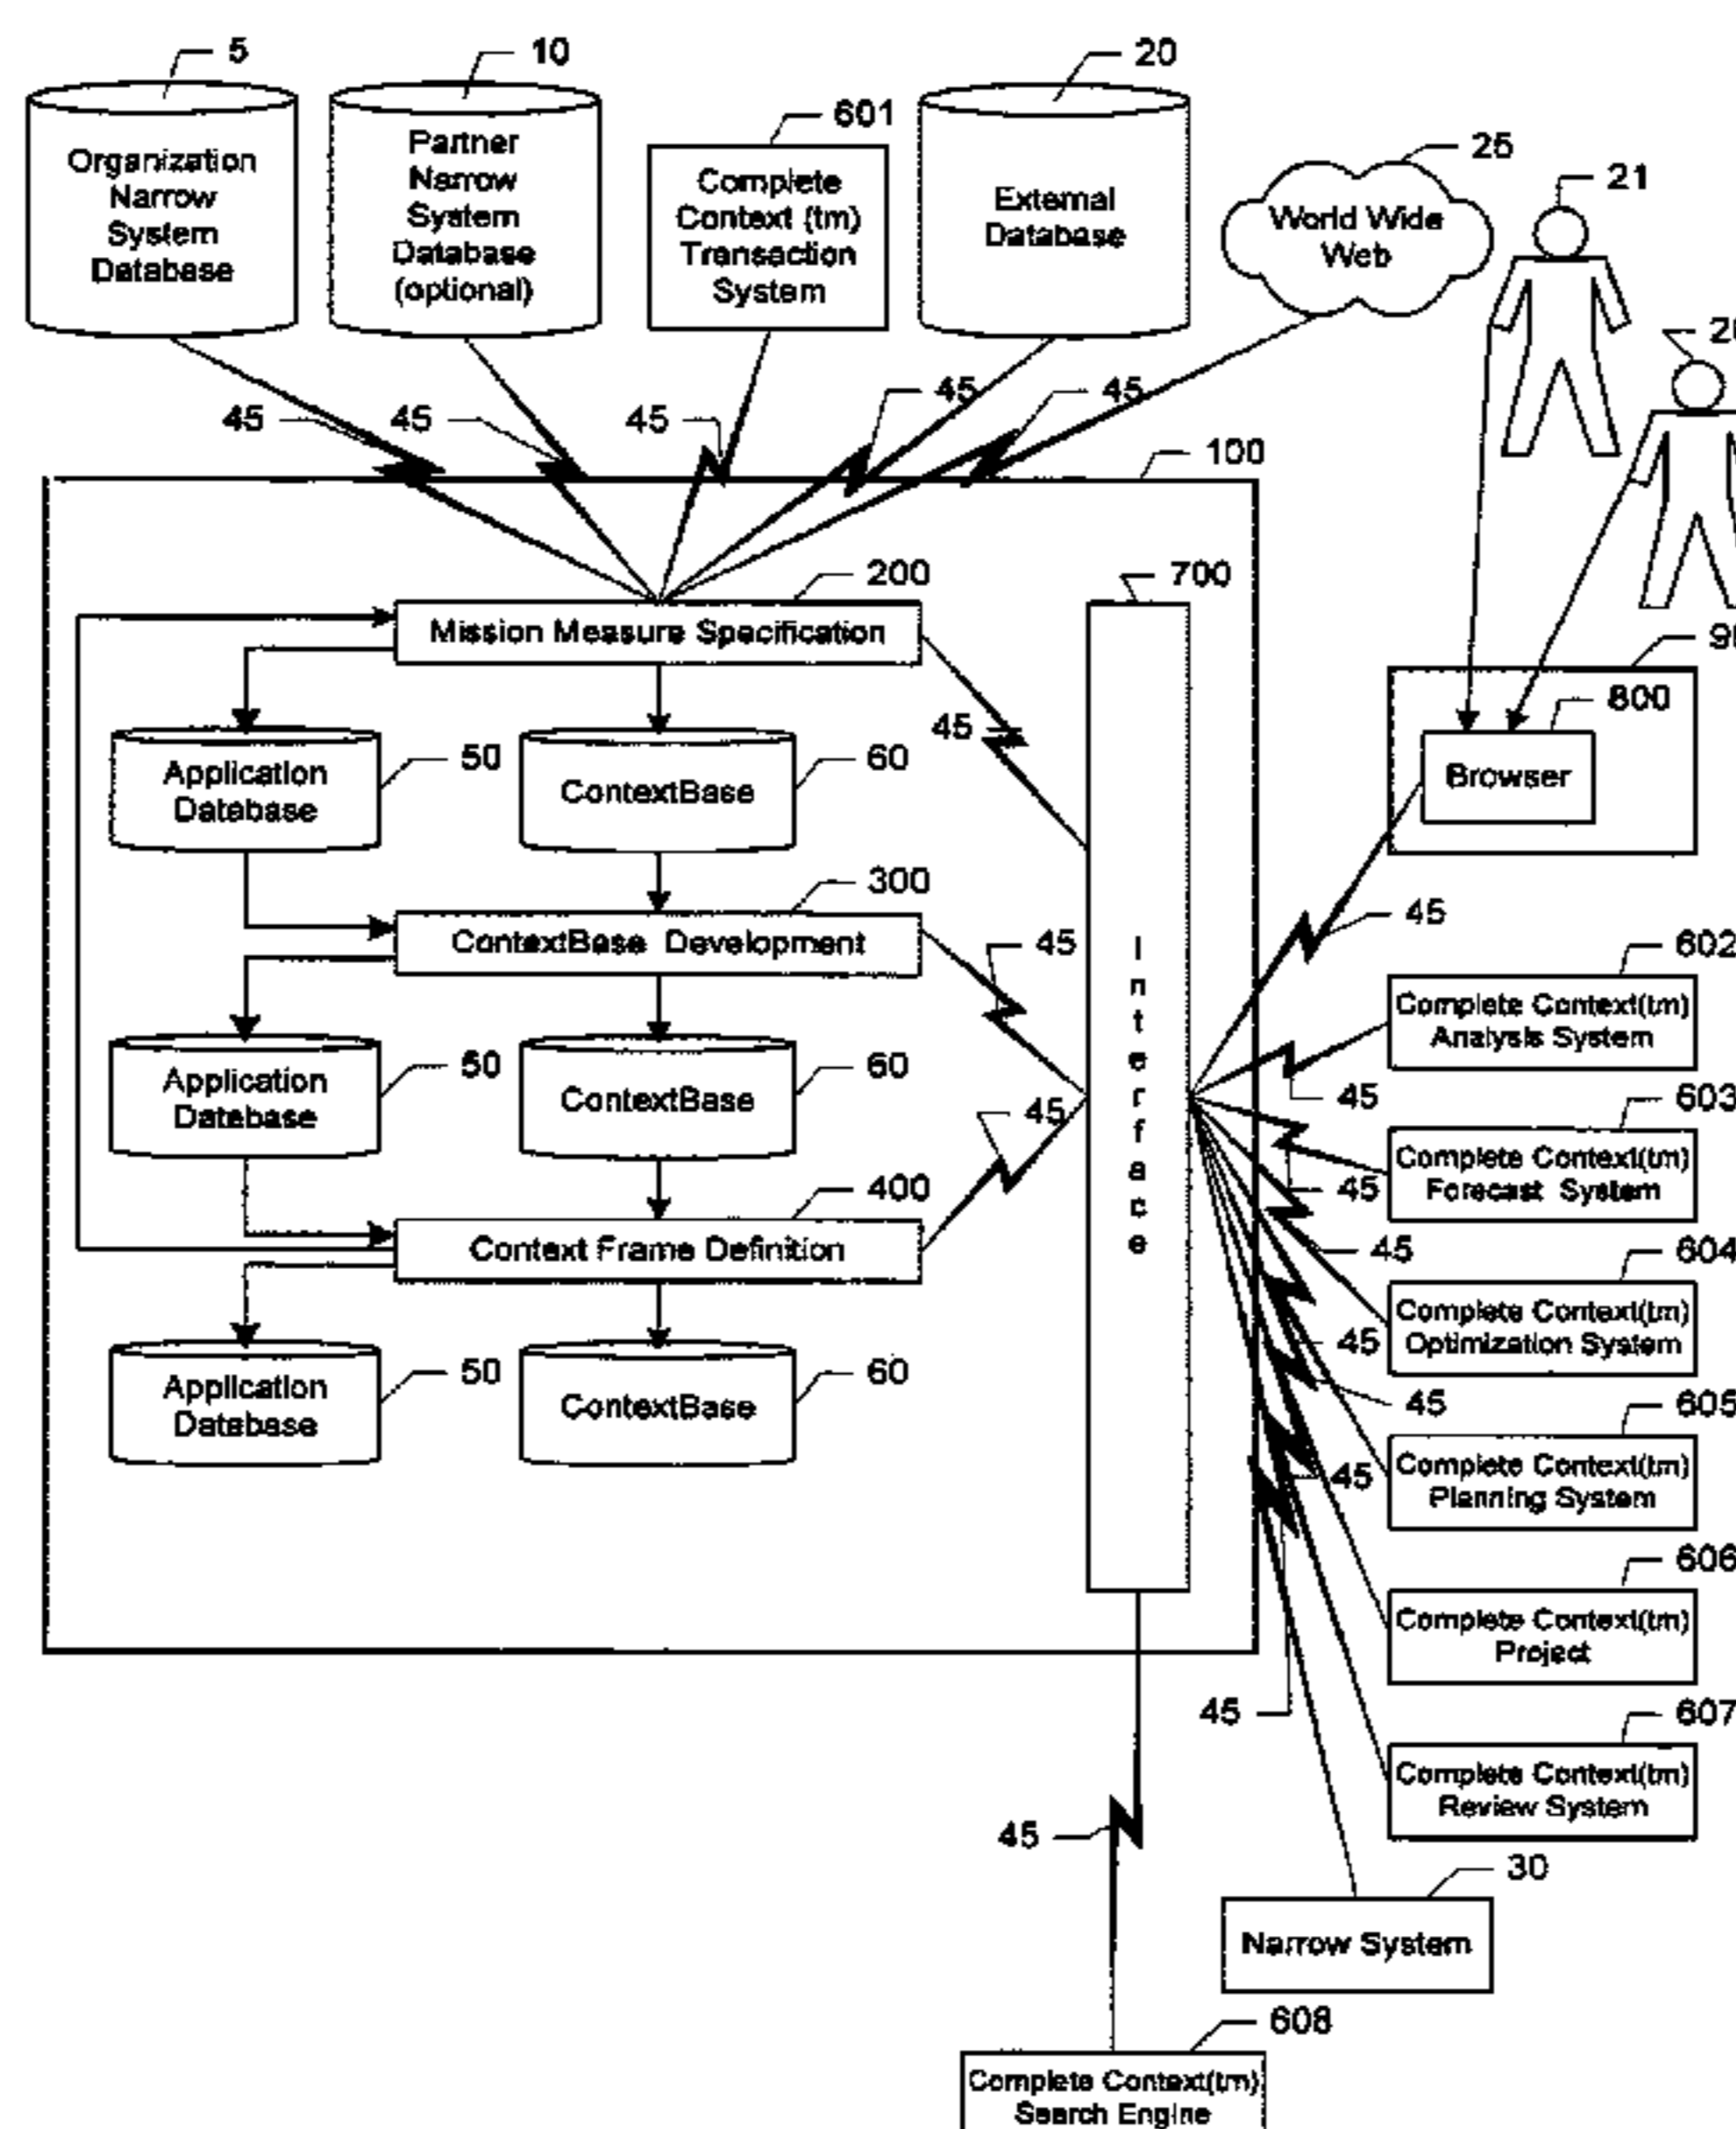 5
10
20
601
25
21
Organization
Narrow
System
Database
Partner
Narrow
System
Database
(optional)
Complete
Context (tm)
Transaction
System
External
Database
World Wide
Web
45
45
45
45
45
100
200
700
Mission Measure Specification
800
45
Browser
Application
Database
50
ContextBase
60
300
45
ContextBase Development
45
602
Complete Context(tm)
Analysis System
45
Application
Database
50
ContextBase
60
45
Interface
603
Complete Context(tm)
Forecast System
45
400
Context Frame Definition
45
604
Complete Context(tm)
Optimization System
45
Application
Database
50
ContextBase
60
45
605
Complete Context(tm)
Planning System
45
606
Complete Context(tm)
Project
45
607
Complete Context(tm)
Review System
45
30
Narrow System
608
Complete Context(tm)
Search Engine